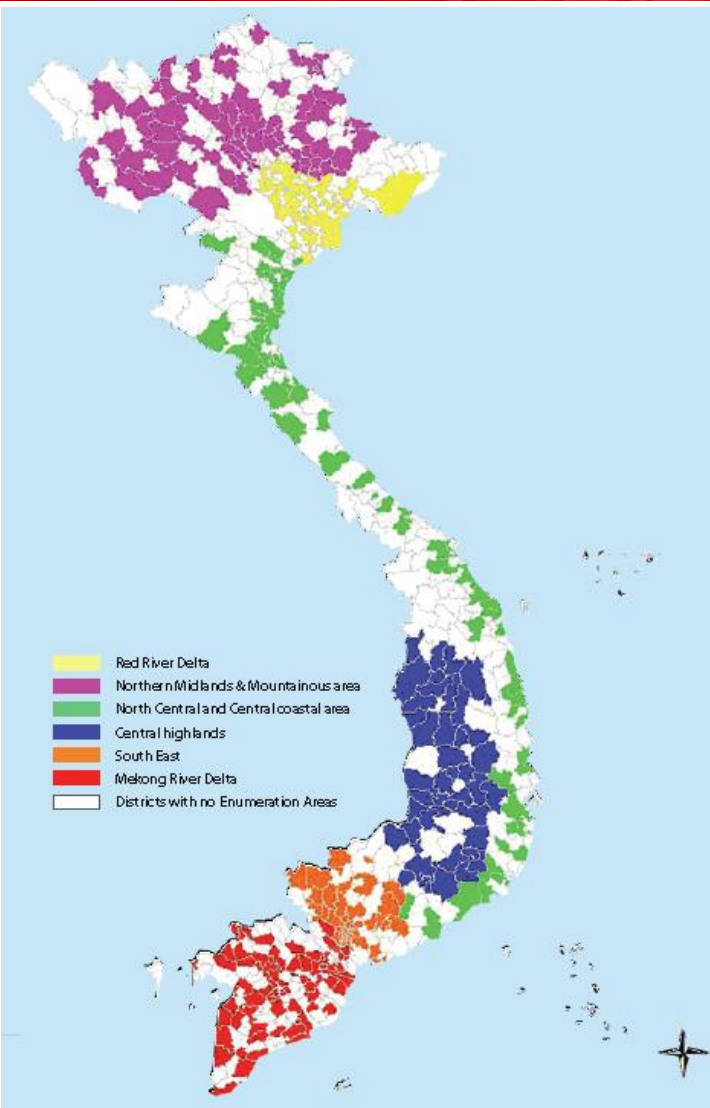 Red River Delta
Northern Midlands & Mountainous area
North Central and Central coastal area
Central highlands
South East
Mekong River Delta
Districts with no Enumeration Areas